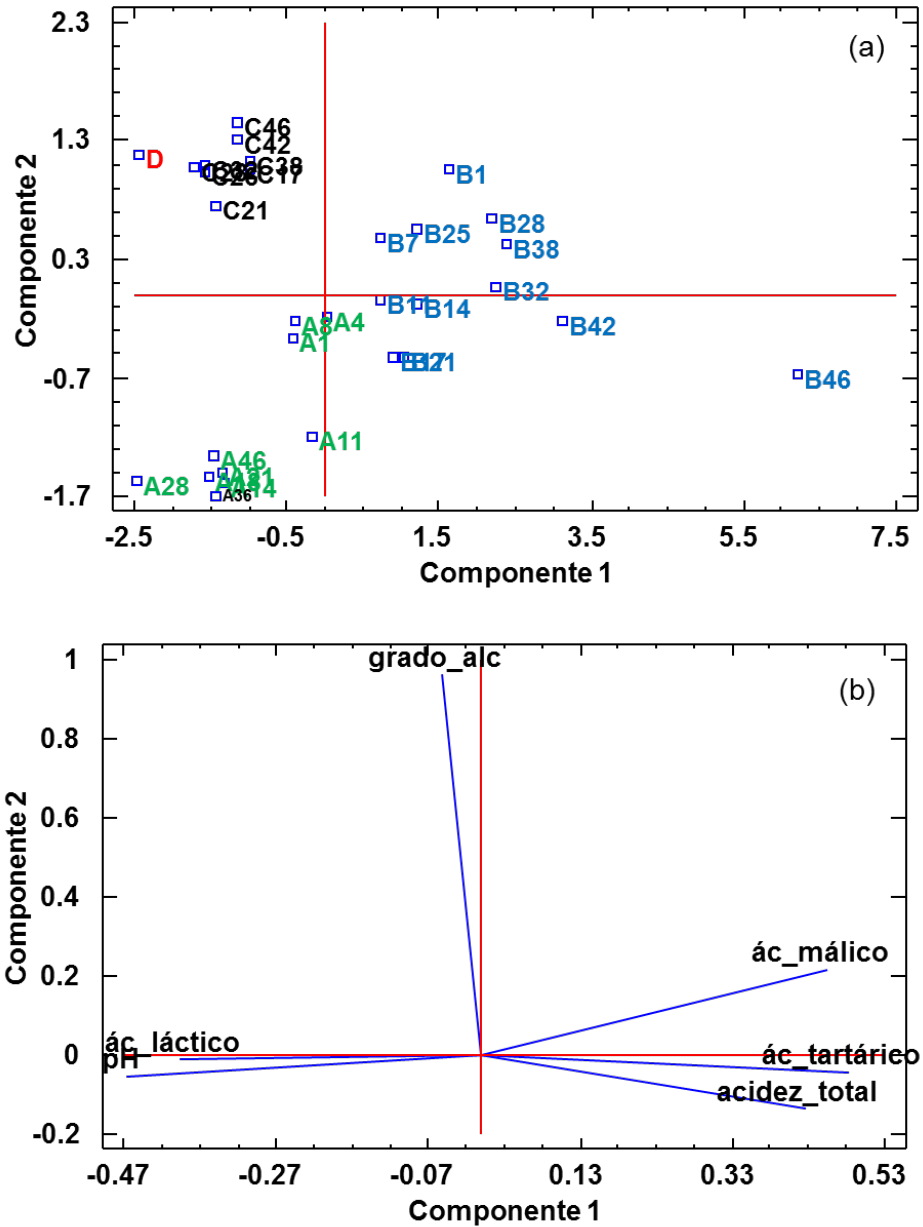 2.3
(a)
C46
C42
1.3
D
C38
C17
B1
C21
B28
B25
B7
B38
0.3
B32
B14
A4
A8
B42
A1
-0.7
B21
B46
A11
A46
A28
A36
-1.7
-2.5 -0.5 1.5 3.5 5.5 7.5
Componente 1
Componente 2
1
grado_alc
(b)
0.8
0.6
0.4
ác_málico
0.2
ác_láctico
0
ác_tartárico
pH
acidez_total
-0.2
-0.47 -0.27 -0.07 0.13 0.33 0.53
Componente 1
Componente 2